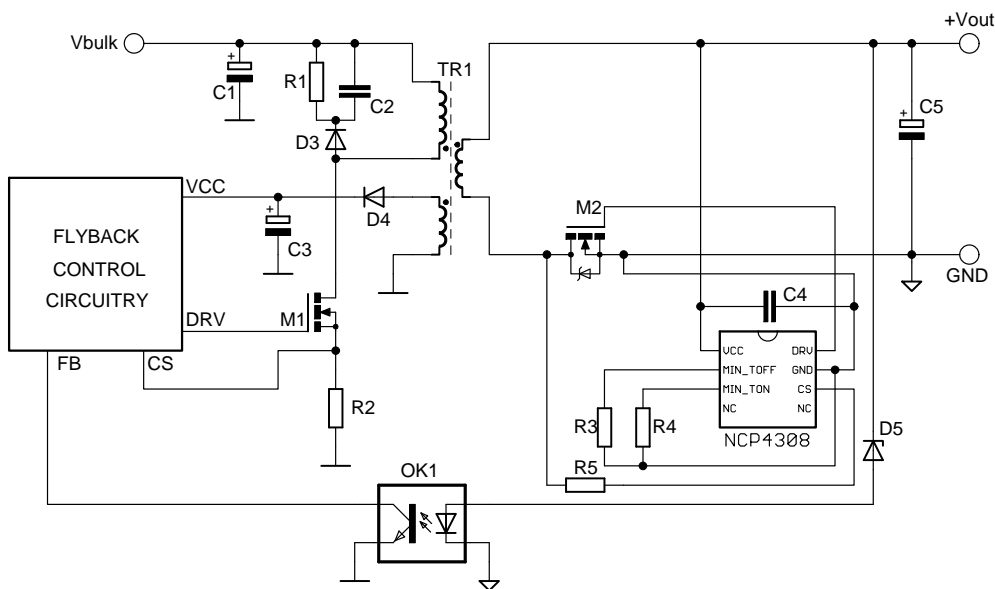 +Vout
Vbulk
TR1
C1
R1
C2
C5
D3
VCC
M2
D4
FLYBACK
CONTROL
CIRCUITRY
C3
GND
C4
M1
DRV
VCC
DRV
FB
CS
MIN_TOFF
GND
MIN_TON
CS
R2
NC
NC
R3
R4
D5
NCP4308
R5
OK1
+
+
+